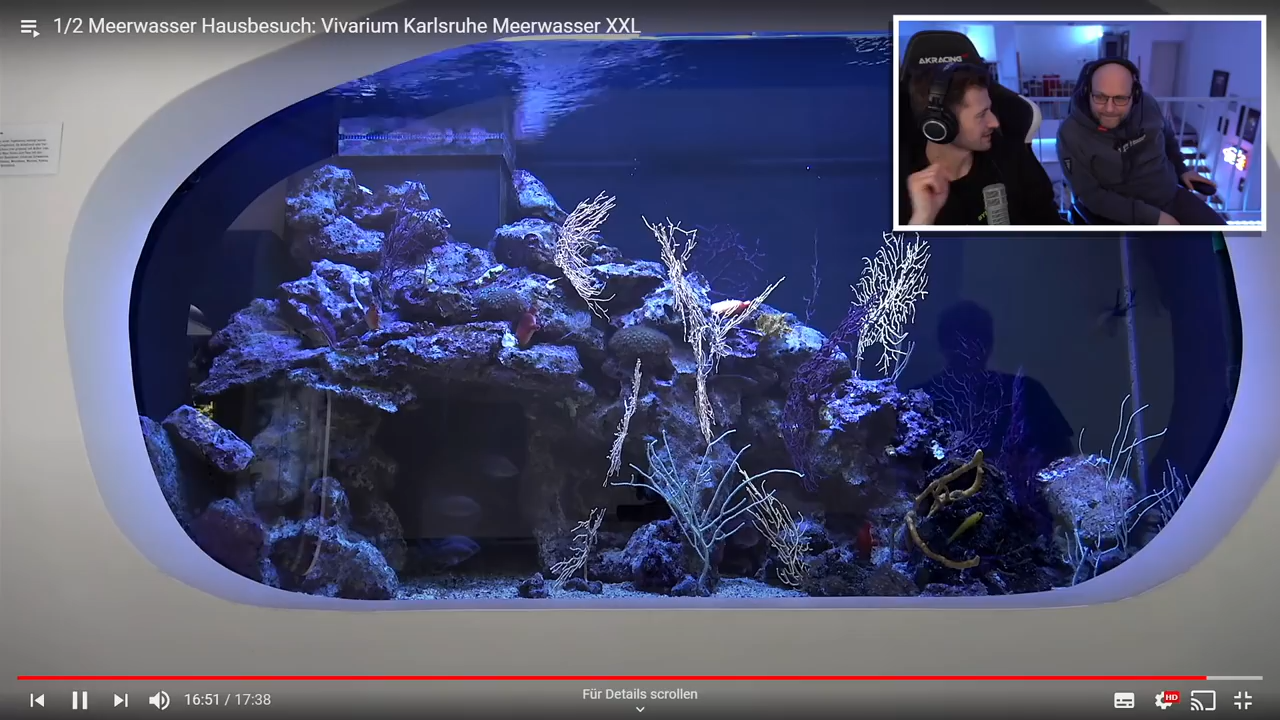 1/2 Meerwasser Hausbesuch: Vivarium Karlsruhe Meerwasser XXL
AKRACING
16:51 / 17:38
Für Details scrollen
HD